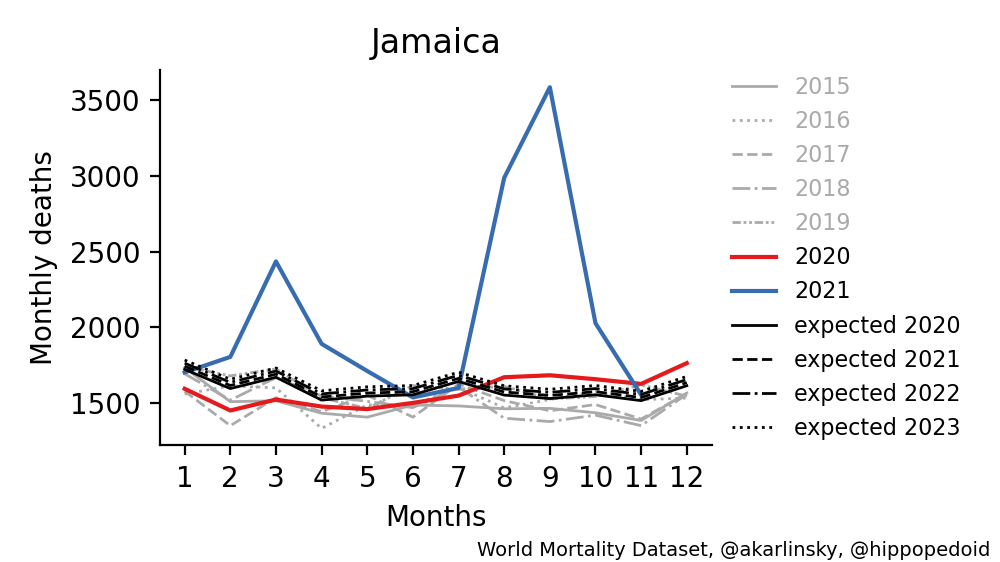 Jamaica
Monthly deaths
3500
3000
2500
2000
1500
1 2 3 4 5 6 7 8 9 10 11 12
Months
2015
2016
2017
2018
2019
2020
2021
expected 2020
expected 2021
expected 2022
expected 2023
World Mortality Dataset, @akarlinsky, @hippopedoid